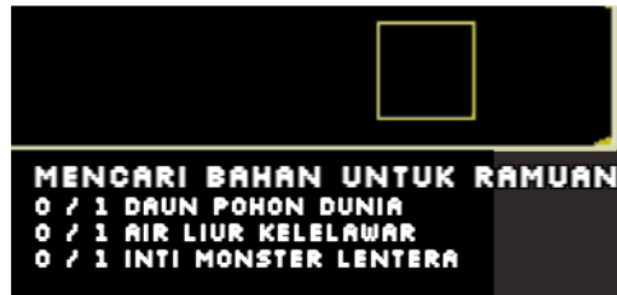 MENCARI BAHAN UNTUK RAMUAN
0 / 1 DAUN POHON DUNIA
0 / 1 AIR LIUR KELELAWAR
0 / 1 INTI MONSTER LENTERA